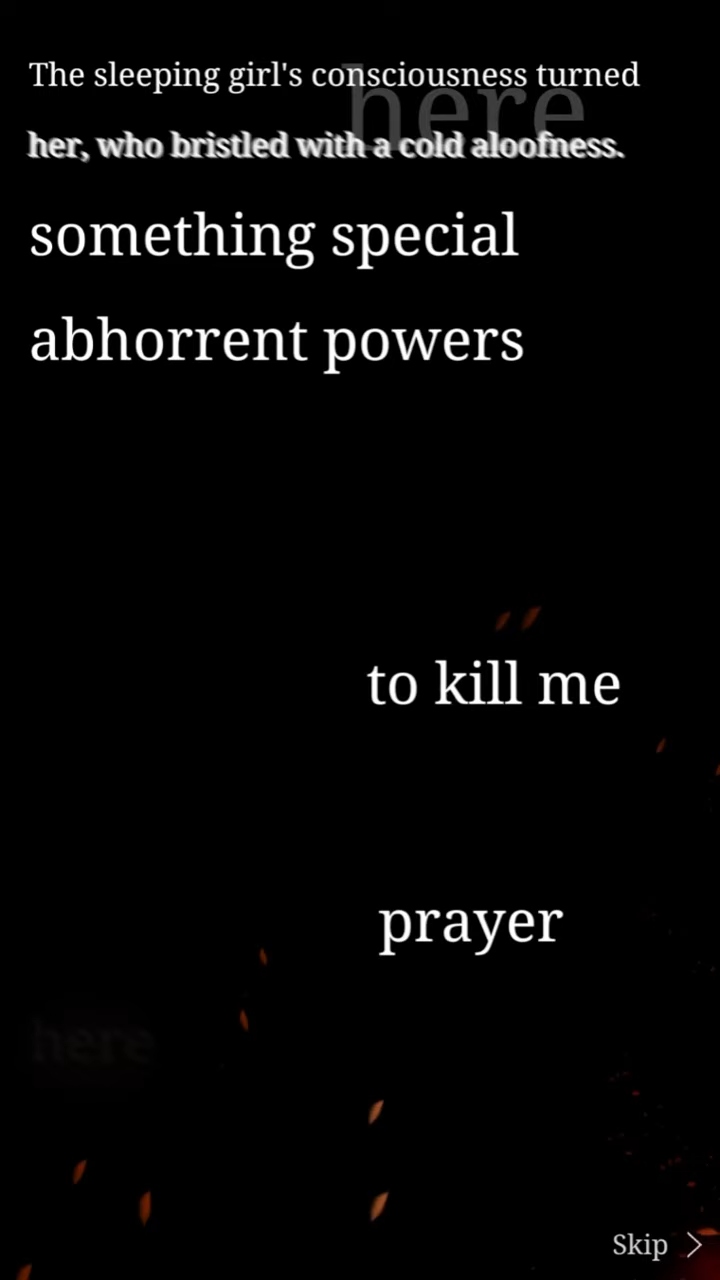 The sleeping girl's consciousness turned
here
her, who bristled with a cold aloofness.
something special
abhorrent powers
to kill me
prayer
here
Skip